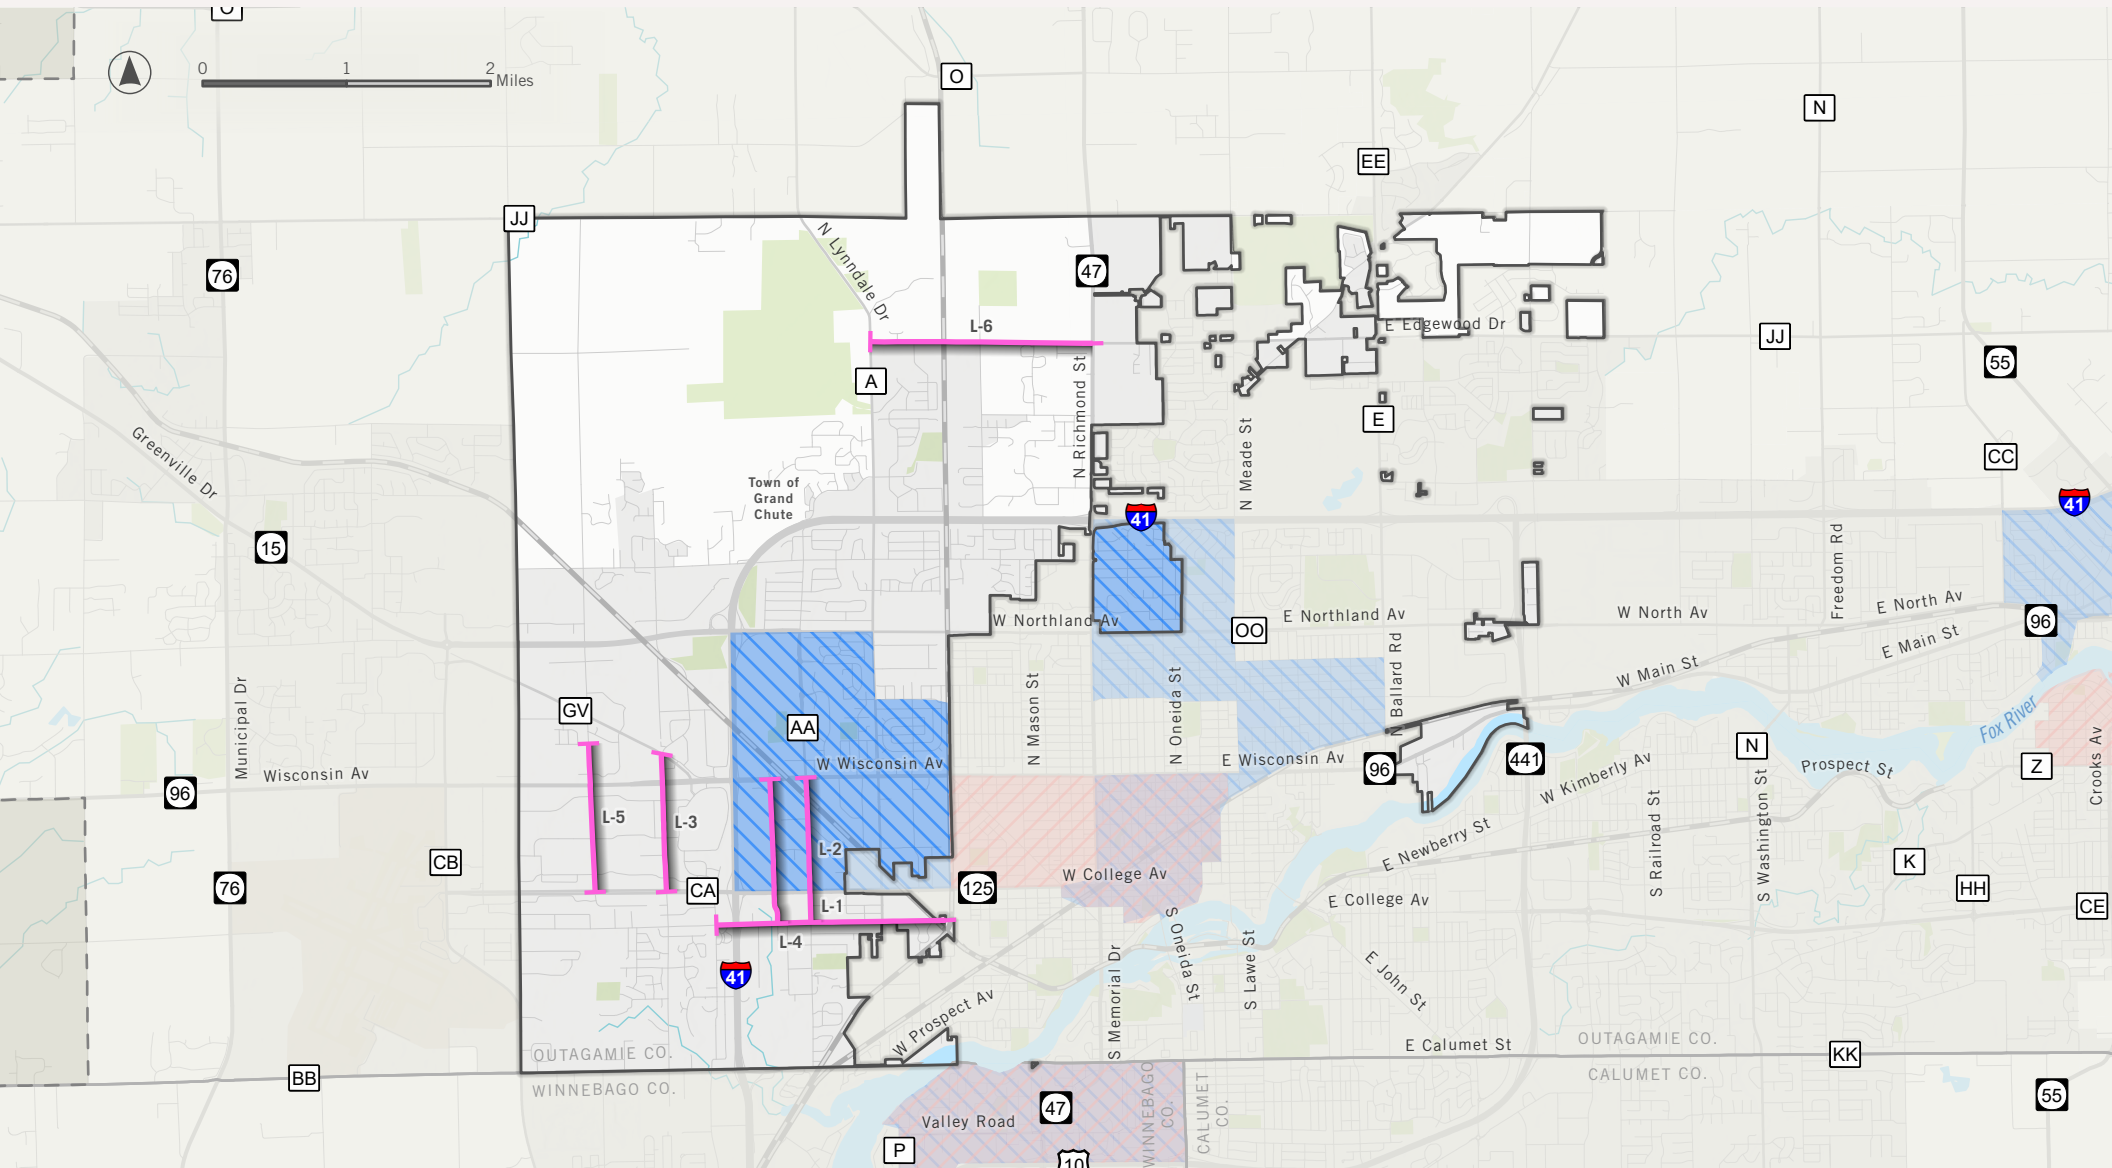 O
0 1 2
Miles
O
N
EE
JJ
N Lynndale Dr
76
47
L-6
E Edgewood Dr
JJ
55
A
N Richmond St
E
N Meade St
Greenville Dr
CC
Town of
Grand
Chute
41
41
15
Freedom Rd
W Northland Av
OO
E Northland Av
W North Av
E North Av
96
E Main St
W Main St
Municipal Dr
GV
AA
N Mason St
N Oneida St
N Ballard Rd
Fox River
W Wisconsin Av
E Wisconsin Av
96
441
N
Prospect St
Z
Crooks Av
Wisconsin Av
96
W Kimberly Av
L-5
L-3
L-2
E Newberry St
S Railroad St
S Washington St
CB
K
76
CA
125
W College Av
HH
L-1
E College Av
CE
L-4
S Oneida St
S Lawe St
41
S Memorial Dr
E John St
W Prospect Av
OUTAGAMIE CO.
E Calumet St
OUTAGAMIE CO.
KK
BB
WINNEBAGO CO.
CALUMET CO.
47
WINNEBAGO
CO.
CALUMET
CO.
55
Valley Road
P
10